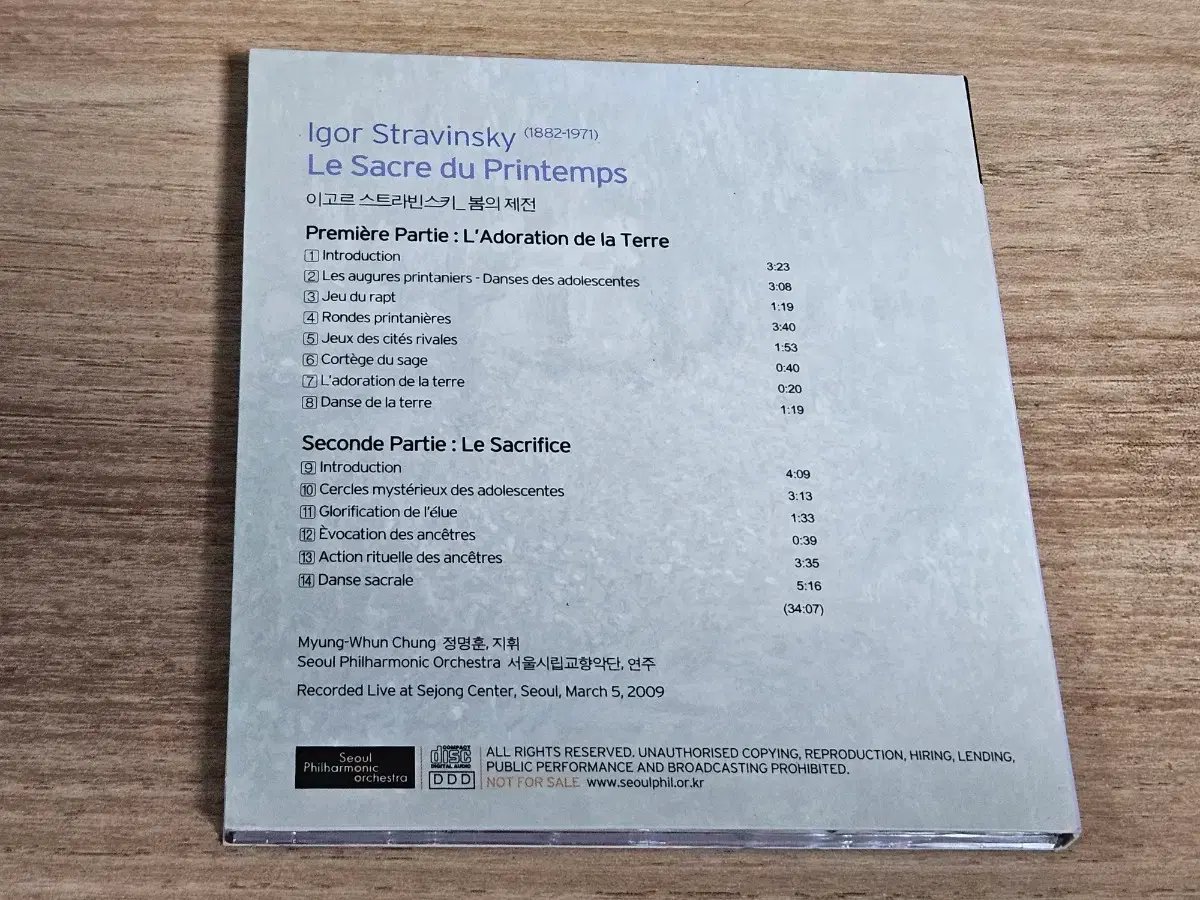 Igor Stravinsky (1882-1971)
Le Sacre du Printemps
이고르 스트라빈스키_ 봄의 제전
Première Partie : L'Adoration de la Terre
1 Introduction 3:23
2 Les augures printaniers - Danses des adolescentes 3:08
3 Jeu du rapt 1:19
4 Rondes printanières 3:40
5 Jeux des cités rivales 1:53
6 Cortège du sage 0:40
7 L'adoration de la terre 0:20
8 Danse de la terre 1:19
Seconde Partie : Le Sacrifice
9 Introduction 4:09
10 Cercles mystérieux des adolescentes 3:13
11 Glorification de l'élue 1:33
12 Èvocation des ancêtres 0:39
13 Action rituelle des ancêtres 3:35
14 Danse sacrale 5:16
(34:07)
Myung-Whun Chung 정명훈, 지휘
Seoul Philharmonic Orchestra 서울시립교향악단, 연주
Recorded Live at Sejong Center, Seoul, March 5, 2009
Seoul
Philharmonic
orchestra
COMPACT
disc
DIGITAL AUDIO
DDD
ALL RIGHTS RESERVED. UNAUTHORISED COPYING, REPRODUCTION, HIRING, LENDING,
PUBLIC PERFORMANCE AND BROADCASTING PROHIBITED.
NOT FOR SALE www.seoulphil.or.kr